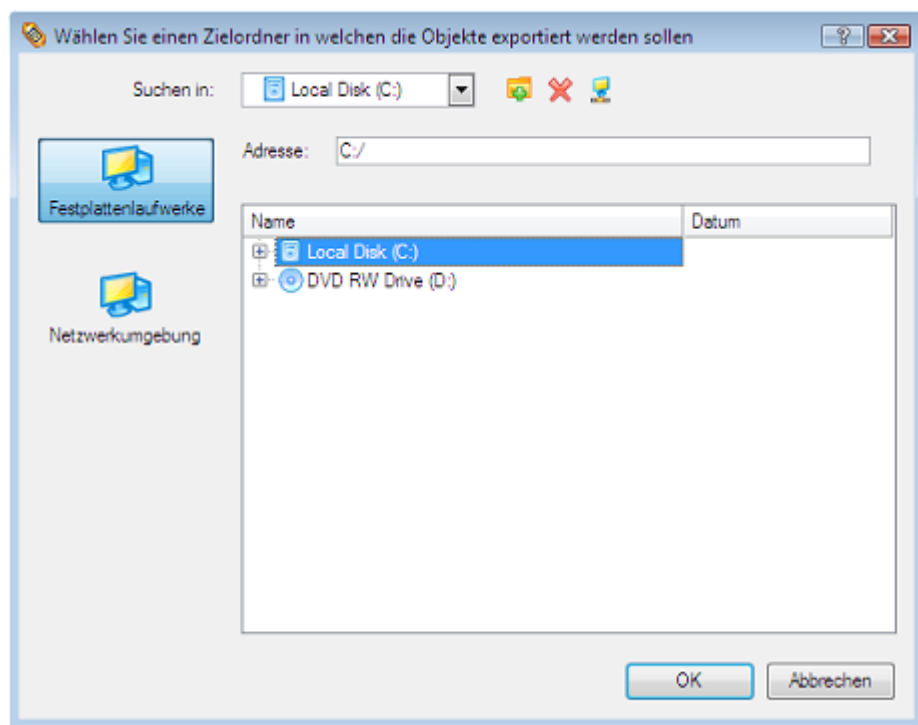 Wählen Sie einen Zielordner in welchen die Objekte exportiert werden sollen
Suchen in: Local Disk (C:)
Adresse: C:/
Festplattenlaufwerke
Netzwerkumgebung
Name Datum
Local Disk (C:)
DVD RW Drive (D:)
OK Abbrechen